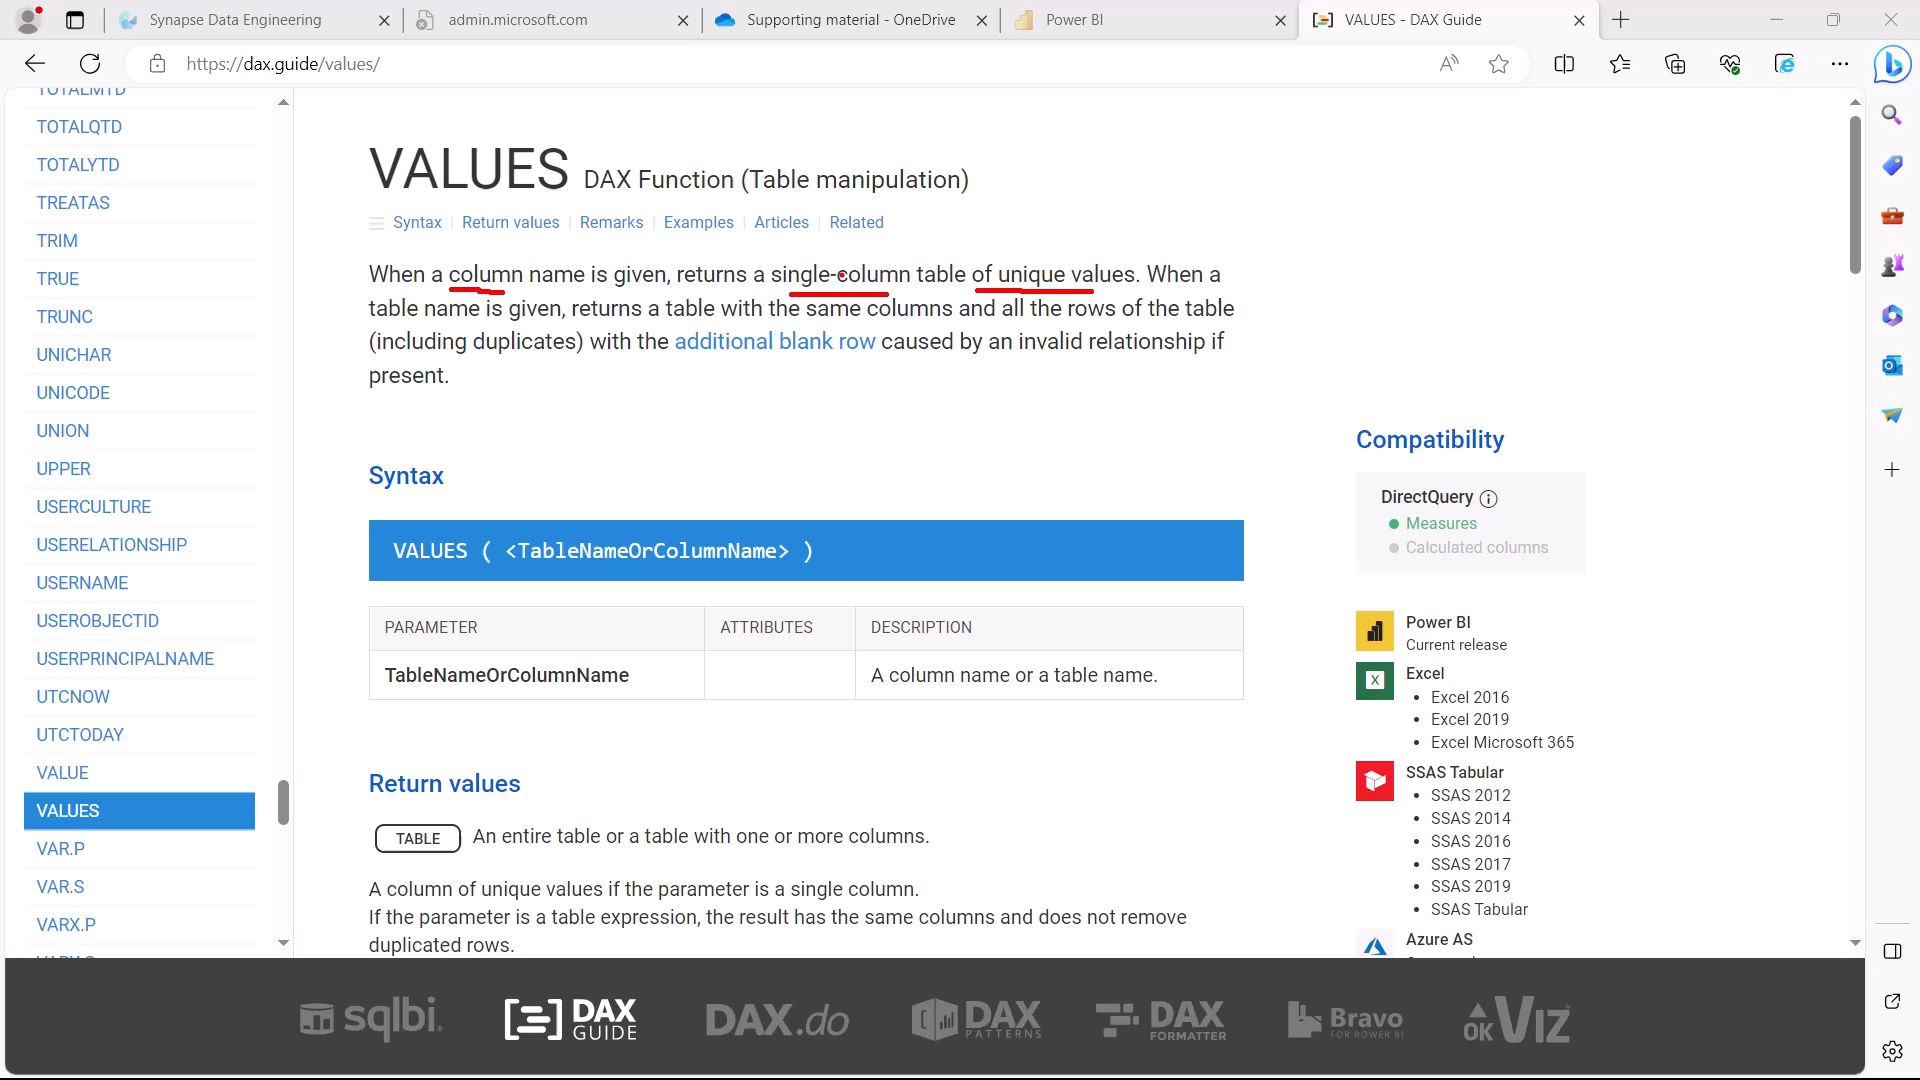 Synapse Data Engineering
admin.microsoft.com
Supporting material - OneDrive
Power BI
VALUES - DAX Guide
https://dax.guide/values/
TOTALMTD
TOTALQTD
TOTALYTD
TREATAS
TRIM
TRUE
TRUNC
UNICHAR
UNICODE
UNION
UPPER
USERCULTURE
USERELATIONSHIP
USERNAME
USEROBJECTID
USERPRINCIPALNAME
UTCNOW
UTCTODAY
VALUE
VALUES
VAR.P
VAR.S
VARX.P
VALUES DAX Function (Table manipulation)
Syntax | Return values | Remarks | Examples | Articles | Related
When a column name is given, returns a single-column table of unique values. When a
table name is given, returns a table with the same columns and all the rows of the table
(including duplicates) with the additional blank row caused by an invalid relationship if
present.
Syntax
VALUES ( <TableNameOrColumnName> )
PARAMETER ATTRIBUTES DESCRIPTION
TableNameOrColumnName A column name or a table name.
Return values
TABLE An entire table or a table with one or more columns.
A column of unique values if the parameter is a single column.
If the parameter is a table expression, the result has the same columns and does not remove
duplicated rows.
Compatibility
DirectQuery
Measures
Calculated columns
Power BI
Current release
Excel
• Excel 2016
• Excel 2019
• Excel Microsoft 365
SSAS Tabular
• SSAS 2012
• SSAS 2014
• SSAS 2016
• SSAS 2017
• SSAS 2019
• SSAS Tabular
Azure AS
sqlbi.
DAX GUIDE
DAX.do
DAX PATTERNS
DAX FORMATTER
Bravo FOR POWER BI
OK VIZ